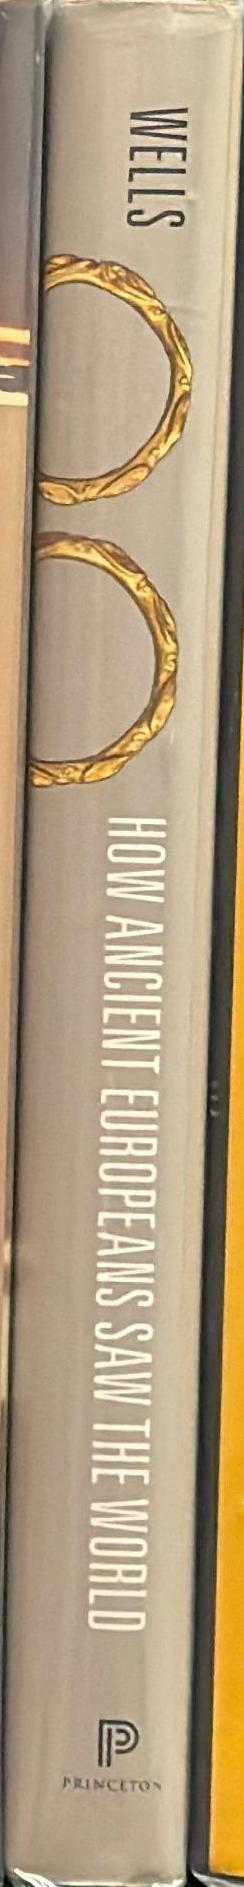 WELLS
HOW ANCIENT EUROPEANS SAW THE WORLD
P
PRINCETON